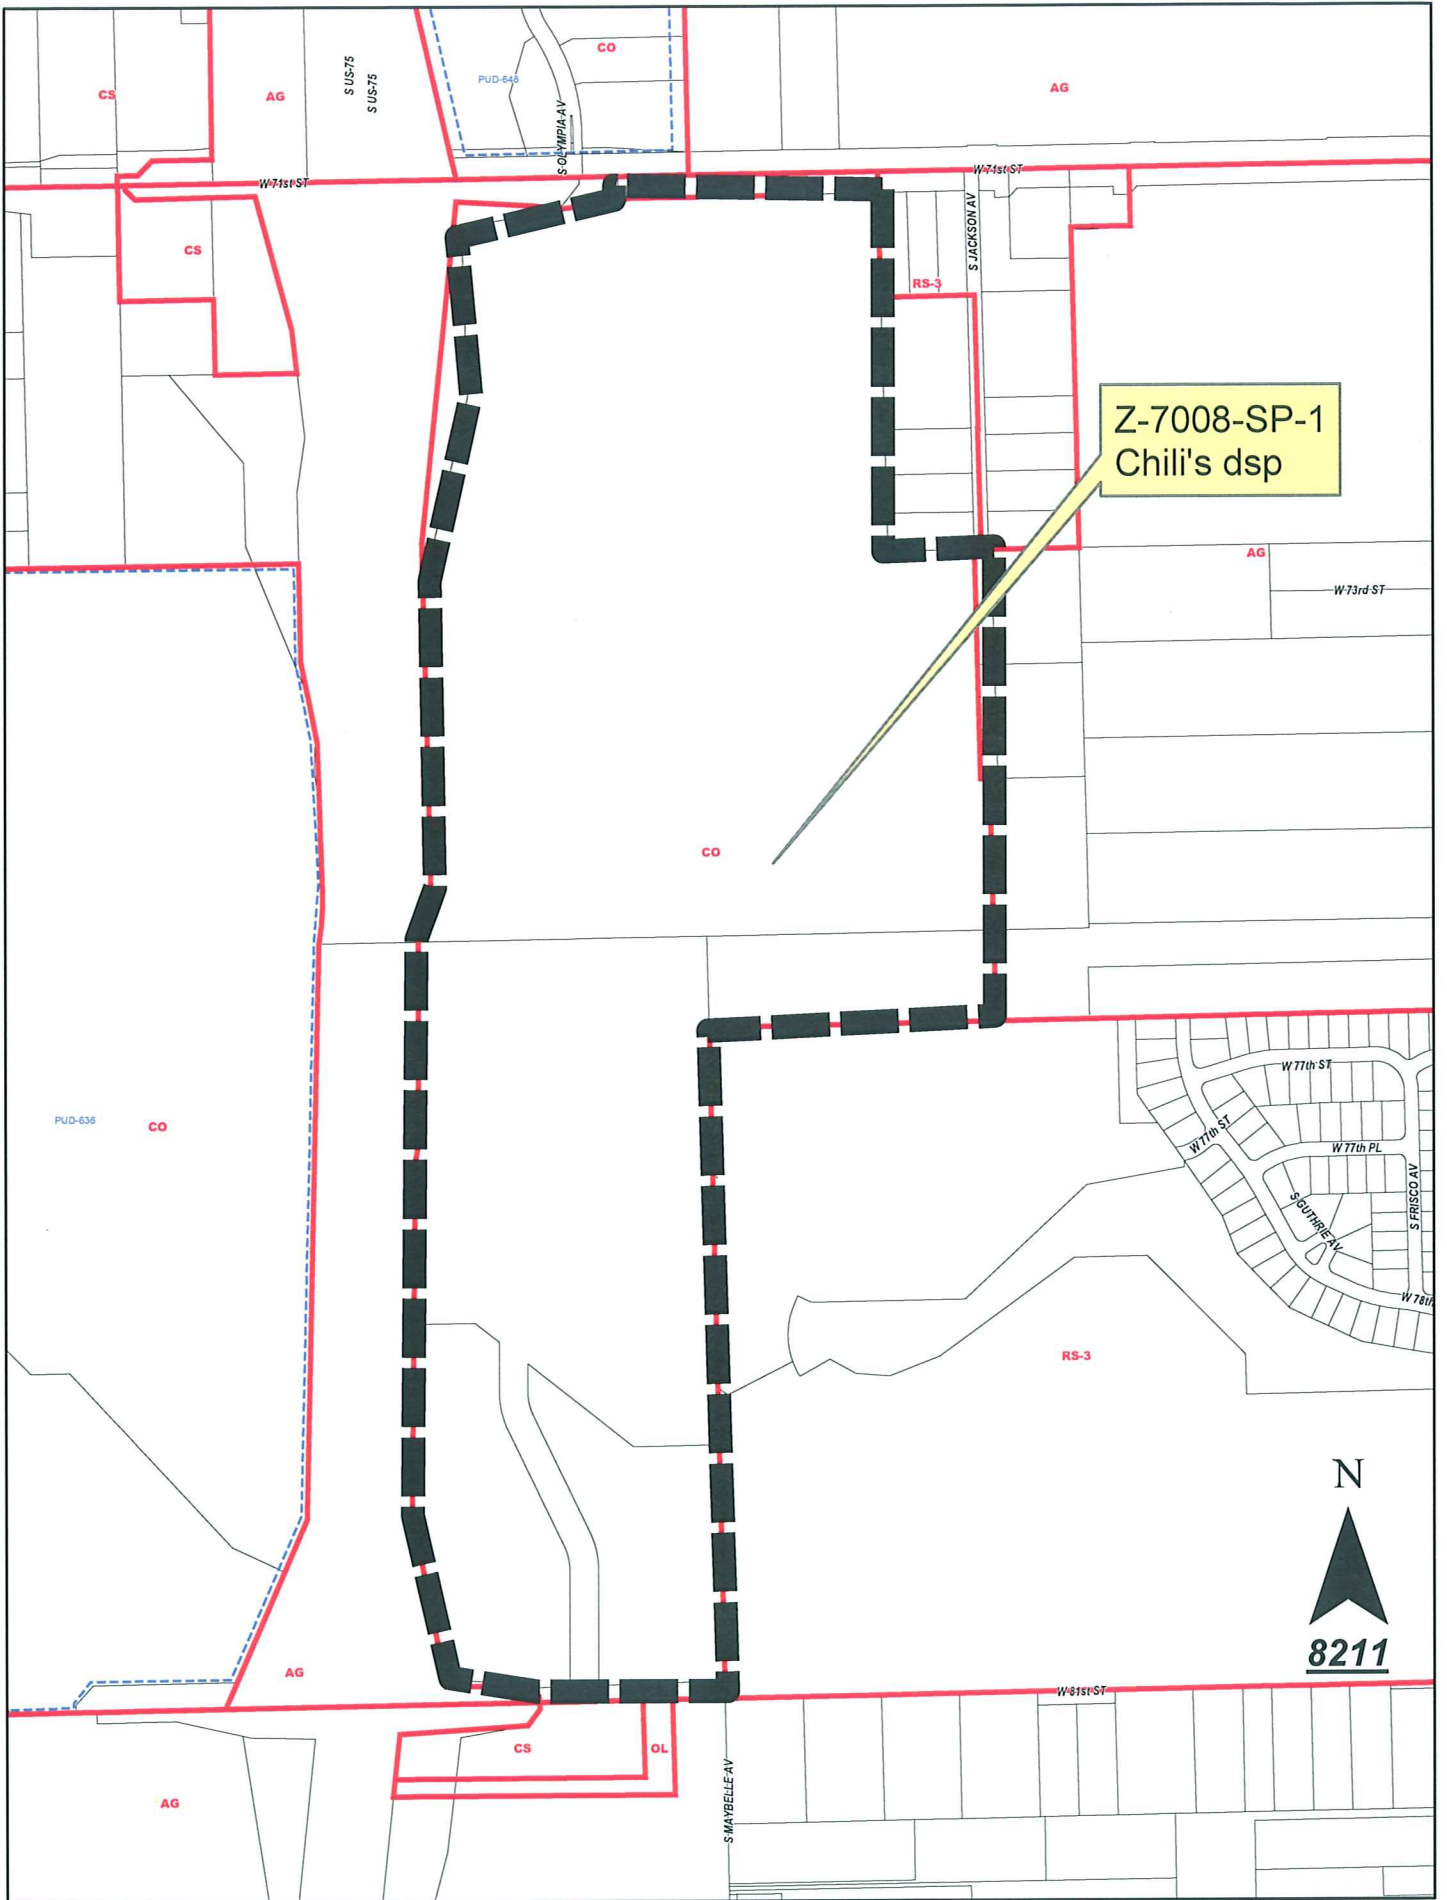 CO
PUD-646
S US-75
S US-75
CS
AG
AG
S OLYMPIA AV
W 71st ST
W 71st ST
S JACKSON AV
CS
RS-3
Z-7008-SP-1
Chili's dsp
AG
W 73rd ST
CO
W 77th ST
PUD-636
CO
W 77th ST
W 77th PL
S GUTHRIE AV
S FRISCO AV
W 78th
RS-3
N
8211
AG
W 81st ST
CS
OL
S MAYBELLE AV
AG